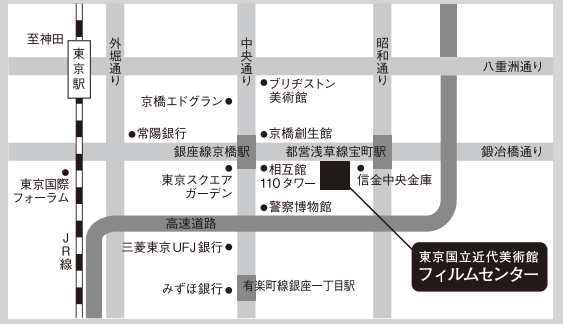 至神田
東京駅
外堀通り
中央通り
昭和通り
八重洲通り
ブリヂストン
美術館
京橋エドグラン
常陽銀行
京橋創生館
銀座線京橋駅
都営浅草線宝町駅
鍛冶橋通り
東京国際
フォーラム
東京スクエア
ガーデン
相互館
110タワー
信金中央金庫
警察博物館
高速道路
JR線
三菱東京UFJ銀行
東京国立近代美術館
フィルムセンター
みずほ銀行
有楽町線銀座一丁目駅